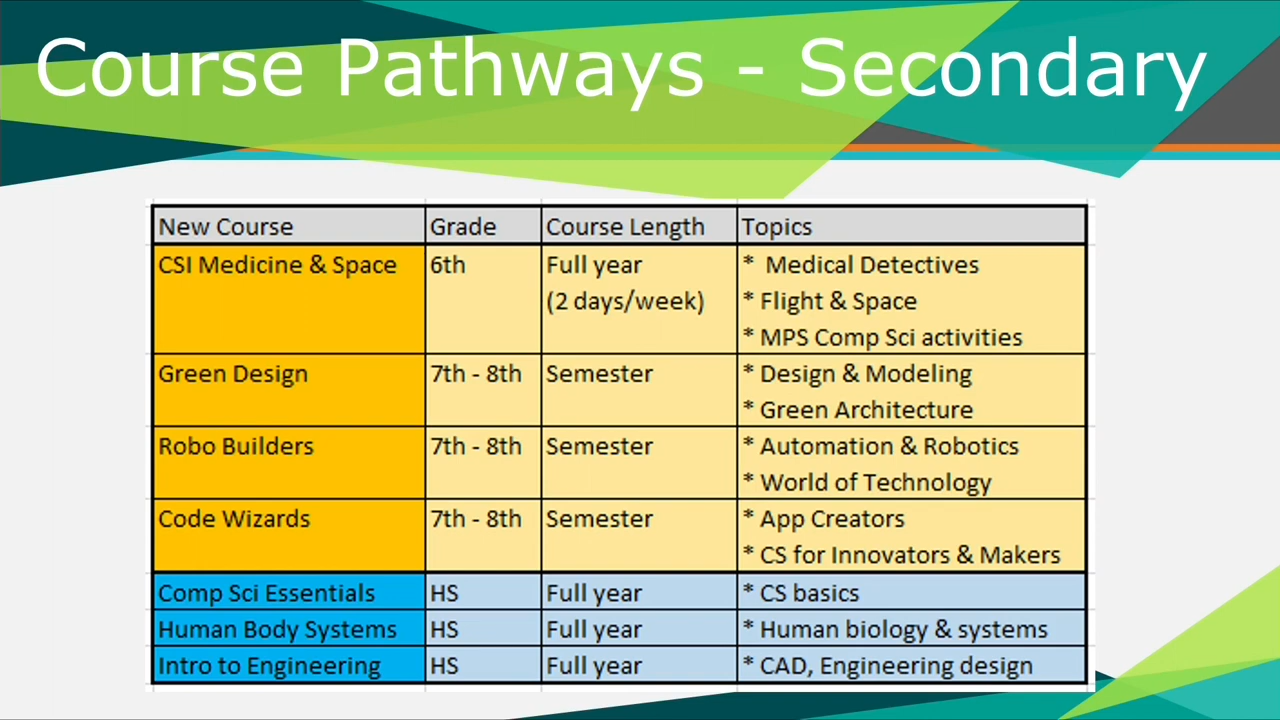 Course Pathways - Secondary
New Course Grade Course Length Topics
CSI Medicine & Space 6th Full year * Medical Detectives
(2 days/week) * Flight & Space
* MPS Comp Sci activities
Green Design 7th - 8th Semester * Design & Modeling
* Green Architecture
Robo Builders 7th - 8th Semester * Automation & Robotics
* World of Technology
Code Wizards 7th - 8th Semester * App Creators
* CS for Innovators & Makers
Comp Sci Essentials HS Full year * CS basics
Human Body Systems HS Full year * Human biology & systems
Intro to Engineering HS Full year * CAD, Engineering design